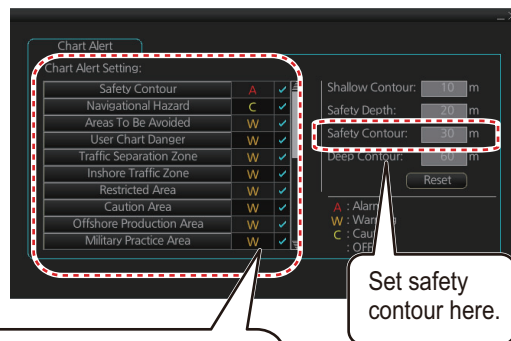 Chart Alert
Chart Alert Setting:
Safety Contour A
Navigational Hazard C
Areas To Be Avoided W
User Chart Danger W
Traffic Separation Zone W
Inshore Traffic Zone W
Restricted Area W
Caution Area W
Offshore Production Area W
Military Practice Area W
Shallow Contour: 10 m
Safety Depth: 20 m
Safety Contour: 30 m
Deep Contour: 60 m
Reset
A : Alarm
W :
C :
: OFF
Set safety
contour here.